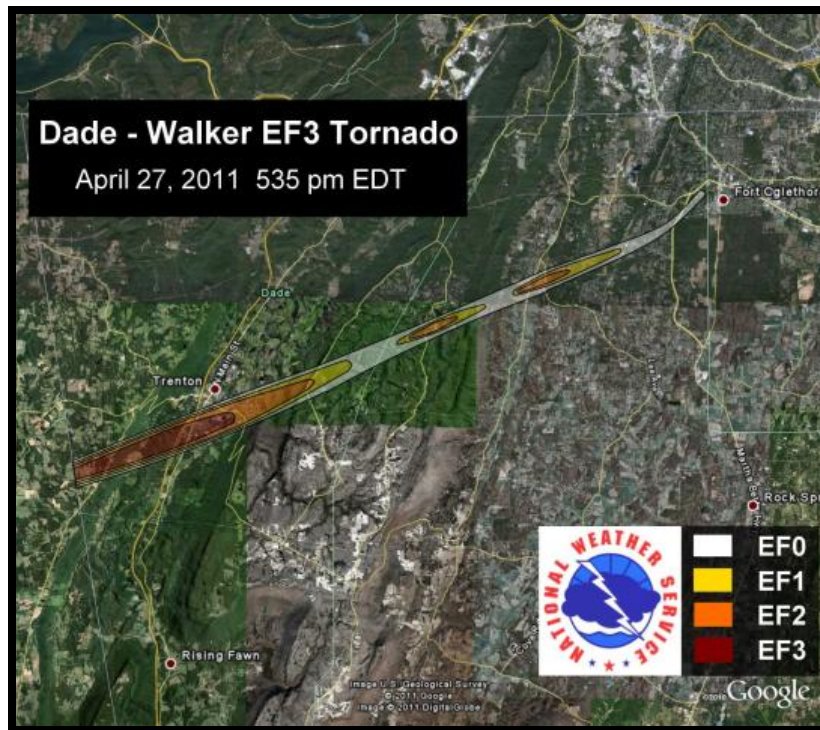 Dade - Walker EF3 Tornado
April 27, 2011 535 pm EDT
Fort Oglethor
Dade
N Main St
Trenton
Rock Spr
Rising Fawn
NATIONAL WEATHER SERVICE
EF0
EF1
EF2
EF3
Image U.S. Geological Survey
© 2011 Google
Image © 2011 DigitalGlobe
©2010 Google